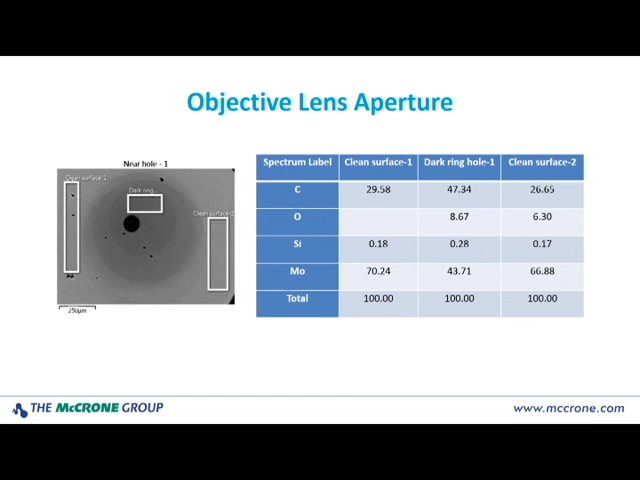 Objective Lens Aperture
Near hole - 1
Clean surface-1
Dark ring
Clean surface-
250µm
Spectrum Label Clean surface-1 Dark ring hole-1 Clean surface-2
C 29.58 47.34 26.65
O 8.67 6.30
Si 0.18 0.28 0.17
Mo 70.24 43.71 66.88
Total 100.00 100.00 100.00
THE McCRONE GROUP
www.mccrone.com